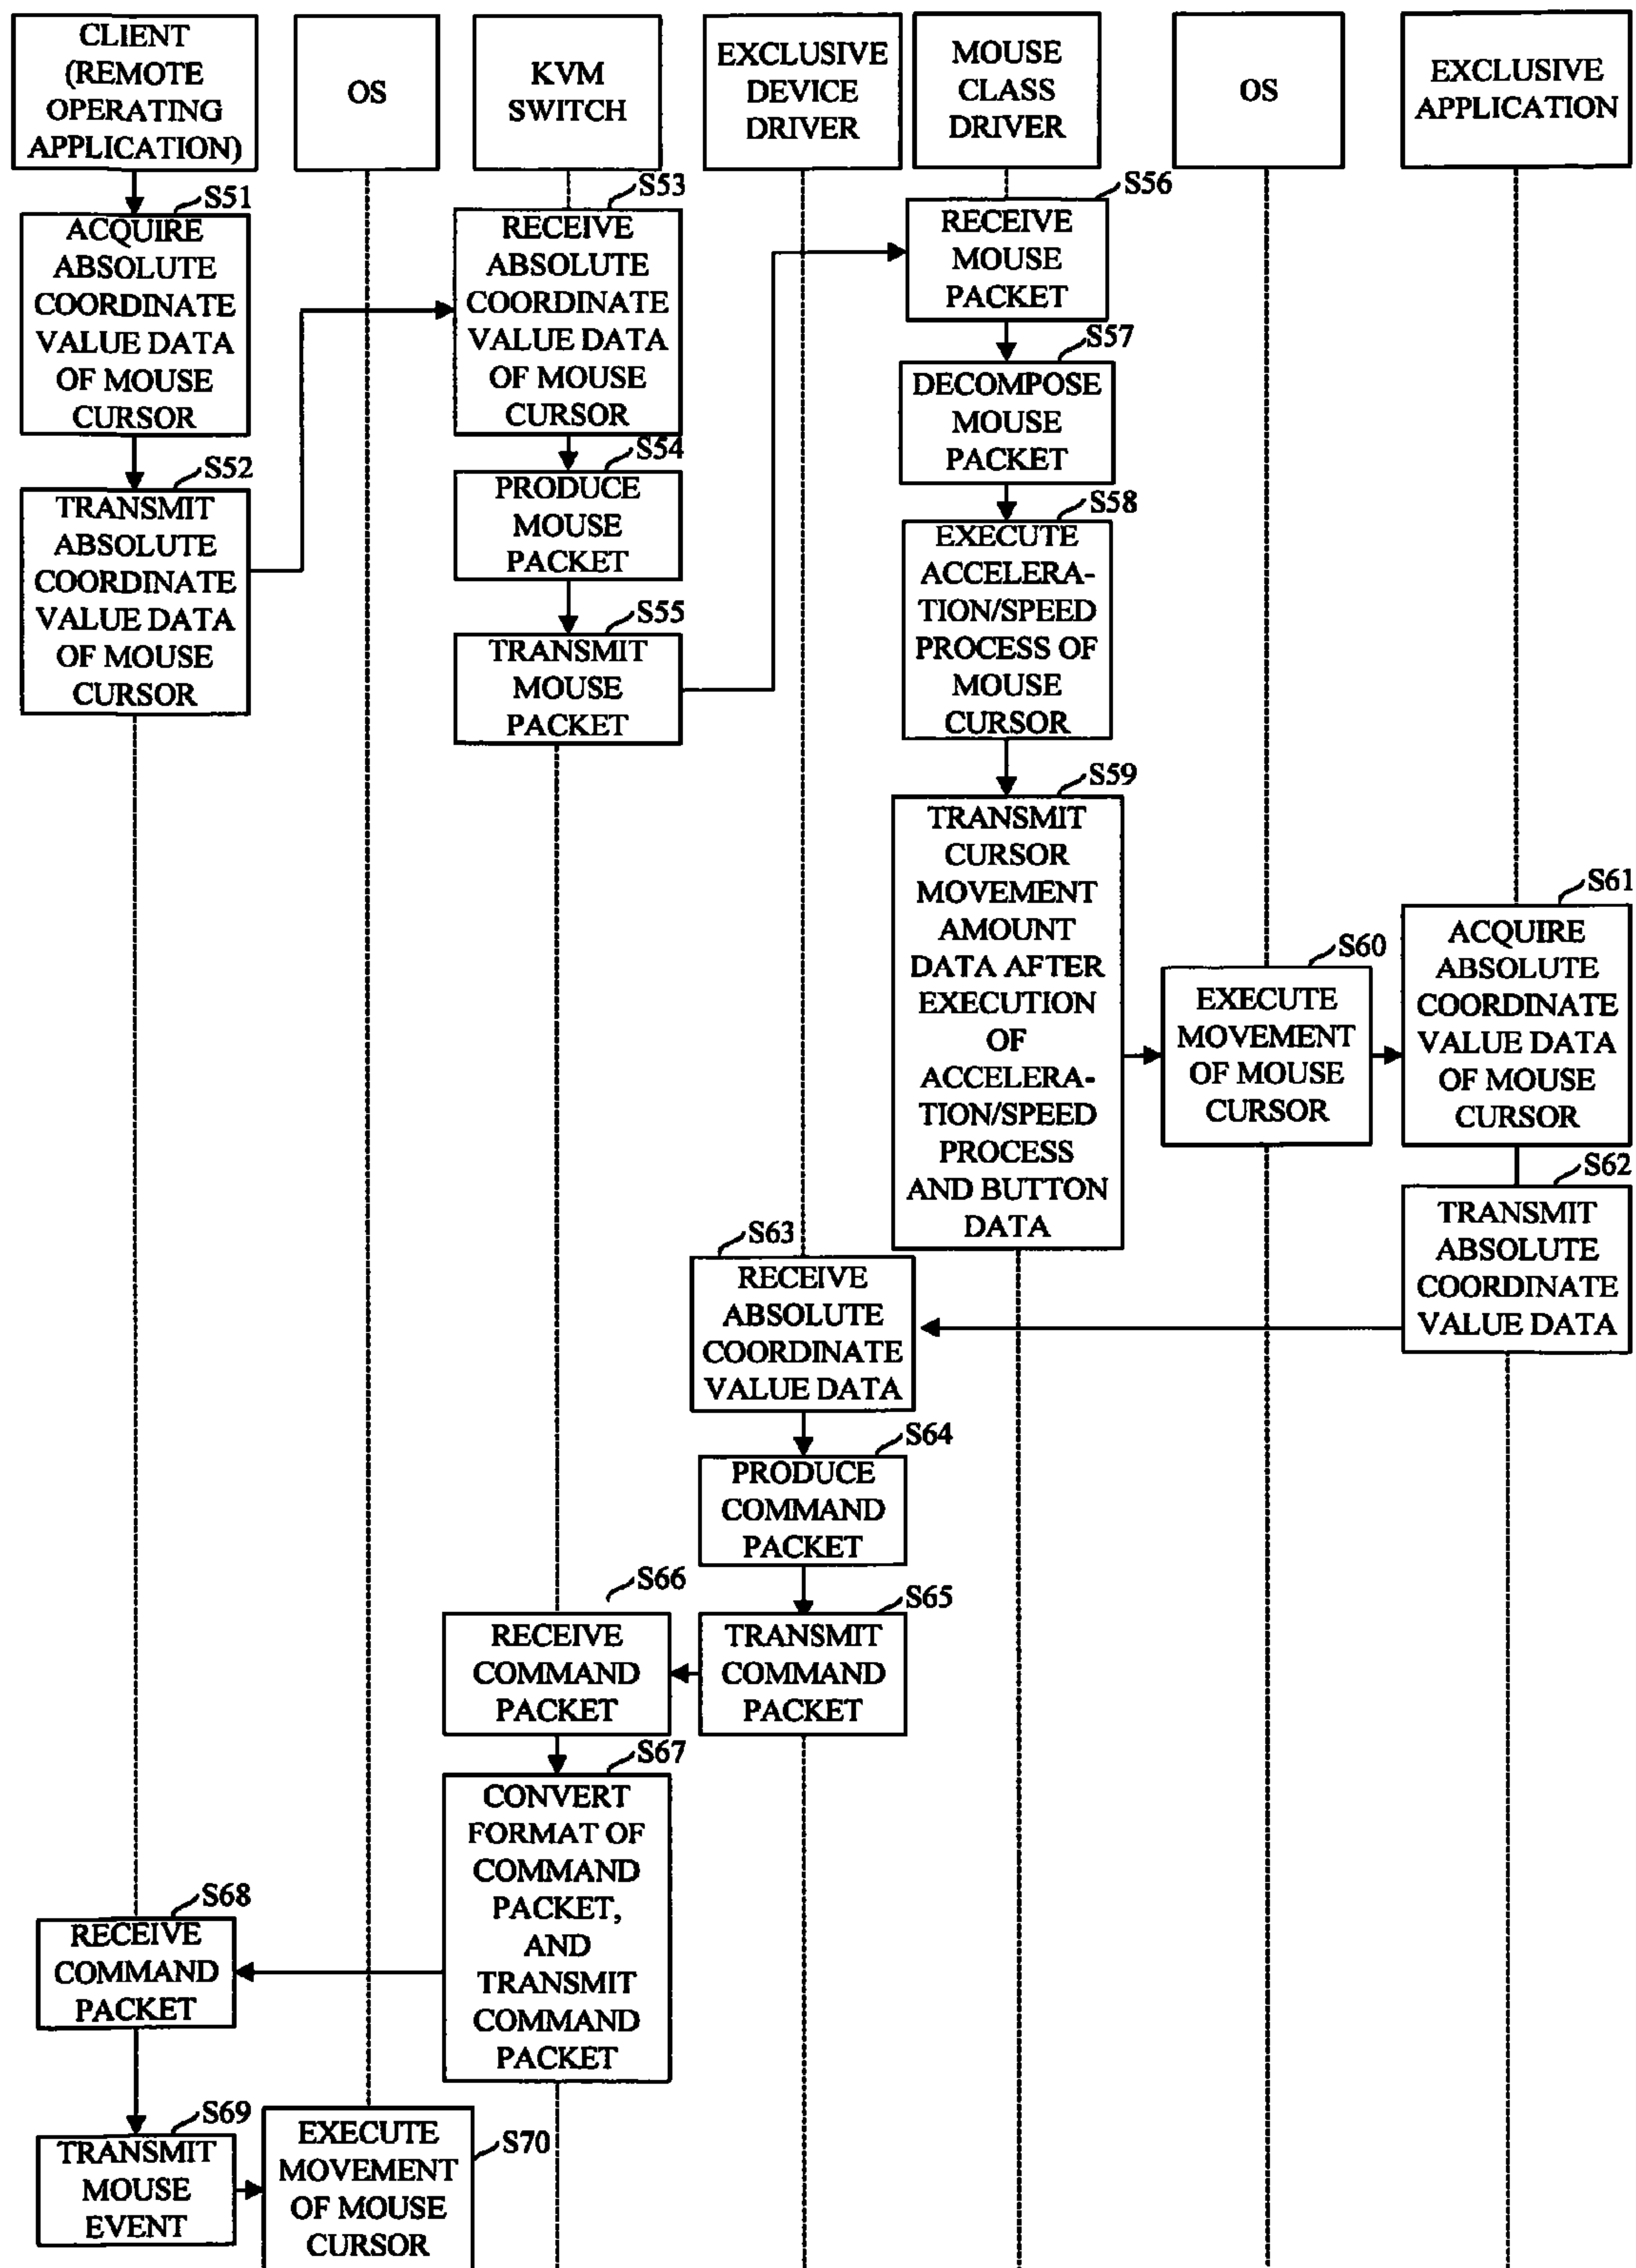 CLIENT
(REMOTE
OPERATING
APPLICATION)
OS
KVM
SWITCH
EXCLUSIVE
DEVICE
DRIVER
MOUSE
CLASS
DRIVER
OS
EXCLUSIVE
APPLICATION
S51
ACQUIRE
ABSOLUTE
COORDINATE
VALUE DATA
OF MOUSE
CURSOR
S52
TRANSMIT
ABSOLUTE
COORDINATE
VALUE DATA
OF MOUSE
CURSOR
S53
RECEIVE
ABSOLUTE
COORDINATE
VALUE DATA
OF MOUSE
CURSOR
S54
PRODUCE
MOUSE
PACKET
S55
TRANSMIT
MOUSE
PACKET
S56
RECEIVE
MOUSE
PACKET
S57
DECOMPOSE
MOUSE
PACKET
S58
EXECUTE
ACCELERA-
TION/SPEED
PROCESS OF
MOUSE
CURSOR
S59
TRANSMIT
CURSOR
MOVEMENT
AMOUNT
DATA AFTER
EXECUTION
OF
ACCELERA-
TION/SPEED
PROCESS
AND BUTTON
DATA
S60
EXECUTE
MOVEMENT
OF MOUSE
CURSOR
S61
ACQUIRE
ABSOLUTE
COORDINATE
VALUE DATA
OF MOUSE
CURSOR
S62
TRANSMIT
ABSOLUTE
COORDINATE
VALUE DATA
S63
RECEIVE
ABSOLUTE
COORDINATE
VALUE DATA
S64
PRODUCE
COMMAND
PACKET
S65
TRANSMIT
COMMAND
PACKET
S66
RECEIVE
COMMAND
PACKET
S67
CONVERT
FORMAT OF
COMMAND
PACKET,
AND
TRANSMIT
COMMAND
PACKET
S68
RECEIVE
COMMAND
PACKET
S69
TRANSMIT
MOUSE
EVENT
S70
EXECUTE
MOVEMENT
OF MOUSE
CURSOR